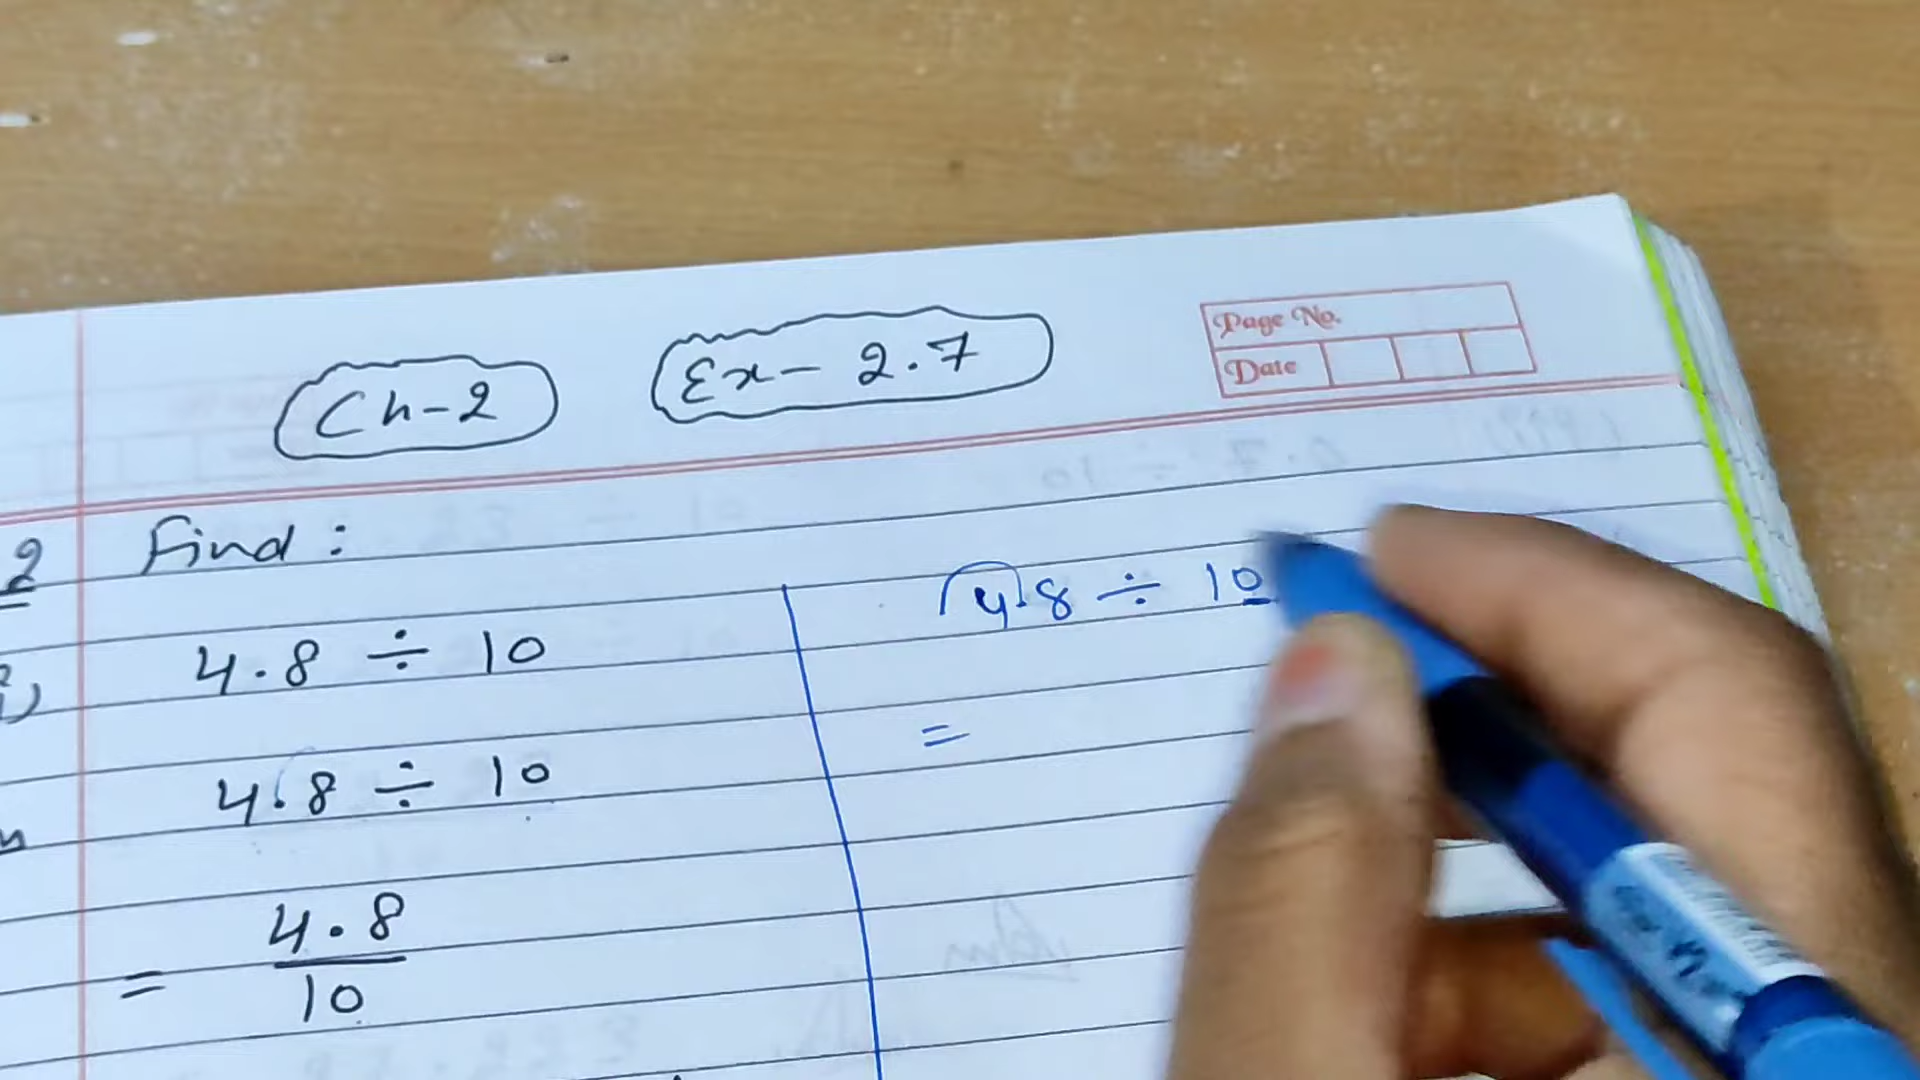 Ch-2 Ex- 2.7
Page No.
Date
2 Find :
i) 4.8 ÷ 10
4.8 ÷ 10
= 4.8
10
4.8 ÷ 10
=